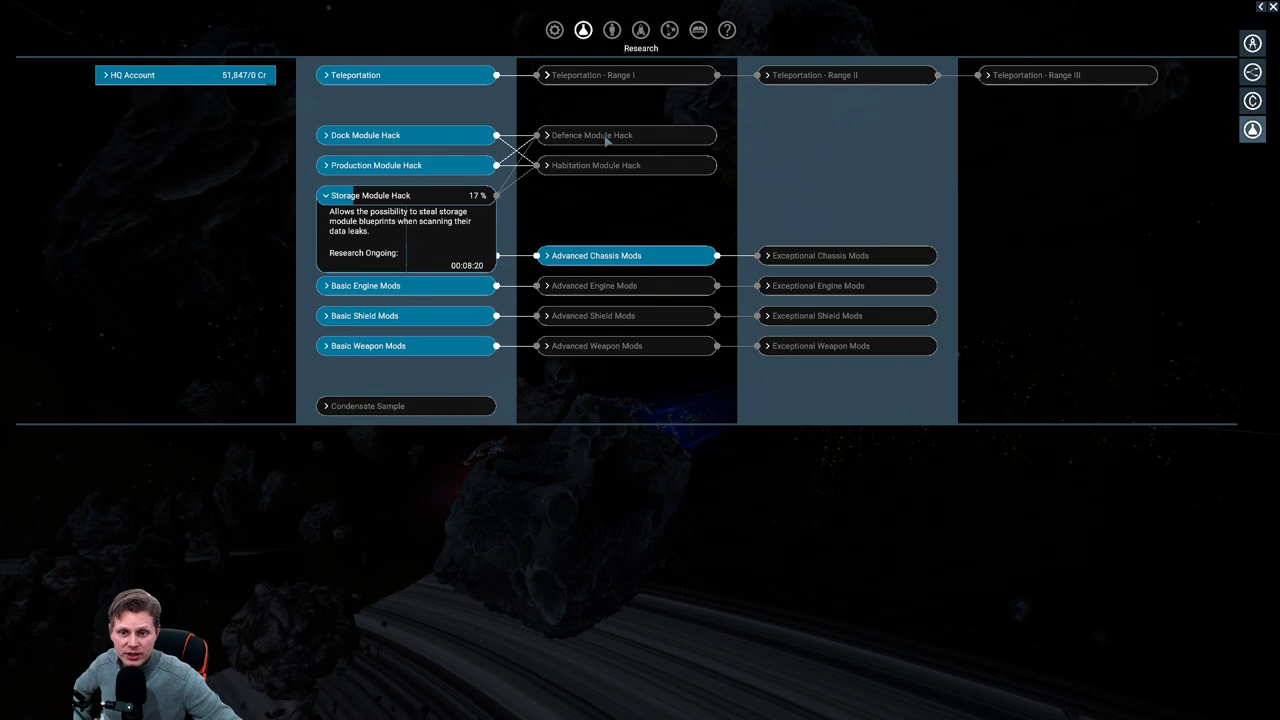 Research
HQ Account 51,847/0 Cr
Teleportation
Teleportation - Range I
Teleportation - Range II
Teleportation - Range III
Dock Module Hack
Defence Module Hack
Production Module Hack
Habitation Module Hack
Storage Module Hack 17 %
Allows the possibility to steal storage
module blueprints when scanning their
data leaks.
Research Ongoing:
00:08:20
Advanced Chassis Mods
Exceptional Chassis Mods
Basic Engine Mods
Advanced Engine Mods
Exceptional Engine Mods
Basic Shield Mods
Advanced Shield Mods
Exceptional Shield Mods
Basic Weapon Mods
Advanced Weapon Mods
Exceptional Weapon Mods
Condensate Sample